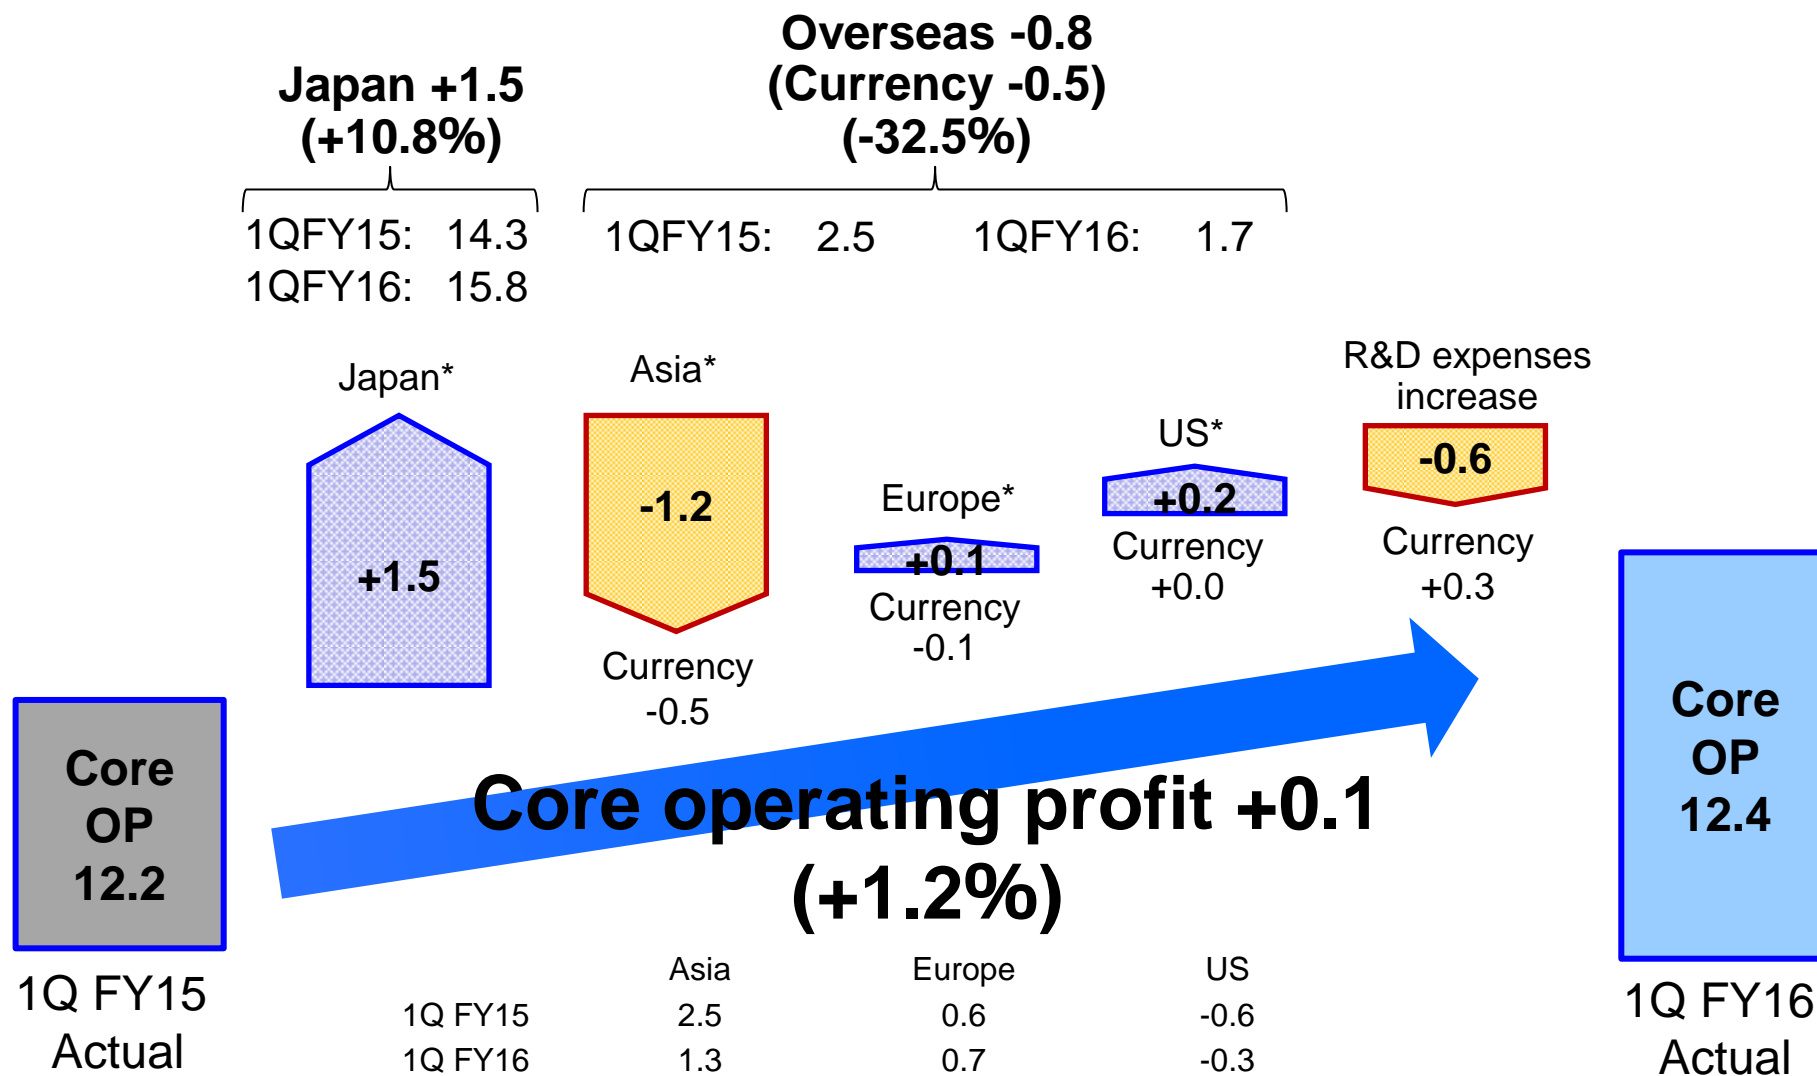 Overseas -0.8
(Currency -0.5)
(-32.5%)
Japan +1.5
(+10.8%)
1QFY15: 14.3
1QFY16: 15.8
1QFY15: 2.5 1QFY16: 1.7
Japan*
+1.5
Asia*
-1.2
Currency
-0.5
Europe*
+0.1
Currency
-0.1
US*
+0.2
Currency
+0.0
R&D expenses
increase
-0.6
Currency
+0.3
Core
OP
12.2
1Q FY15
Actual
Core operating profit +0.1
(+1.2%)
Core
OP
12.4
1Q FY16
Actual
Asia Europe US
1Q FY15 2.5 0.6 -0.6
1Q FY16 1.3 0.7 -0.3